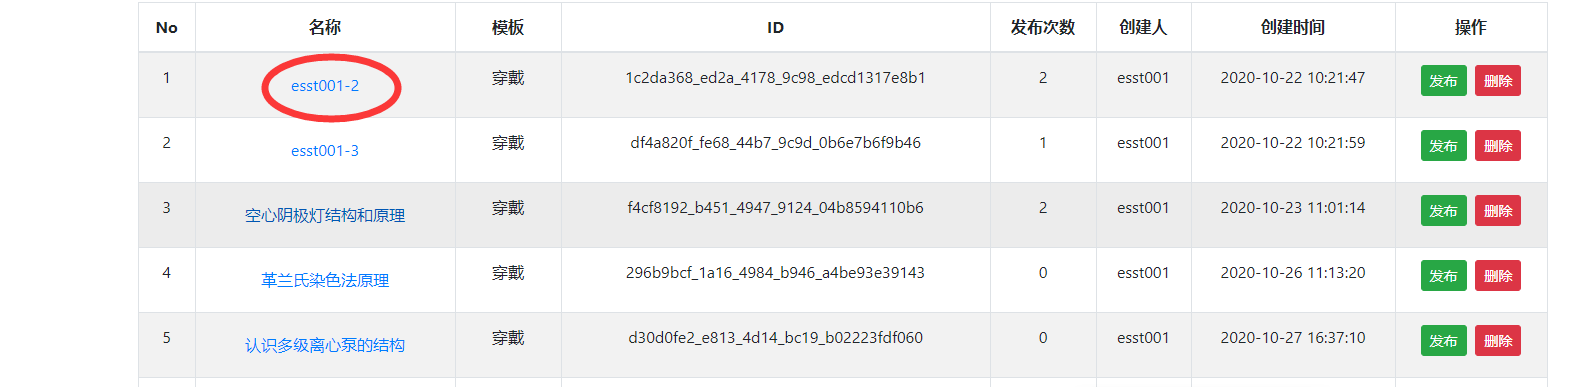 No 名称 模板 ID 发布次数 创建人 创建时间 操作
1 esst001-2 穿戴 1c2da368_ed2a_4178_9c98_edcd1317e8b1 2 esst001 2020-10-22 10:21:47 发布 删除
2 esst001-3 穿戴 df4a820f_fe68_44b7_9c9d_0b6e7b6f9b46 1 esst001 2020-10-22 10:21:59 发布 删除
3 空心阴极灯结构和原理 穿戴 f4cf8192_b451_4947_9124_04b8594110b6 2 esst001 2020-10-23 11:01:14 发布 删除
4 革兰氏染色法原理 穿戴 296b9bcf_1a16_4984_b946_a4be93e39143 0 esst001 2020-10-26 11:13:20 发布 删除
5 认识多级离心泵的结构 穿戴 d30d0fe2_e813_4d14_bc19_b02223fdf060 0 esst001 2020-10-27 16:37:10 发布 删除